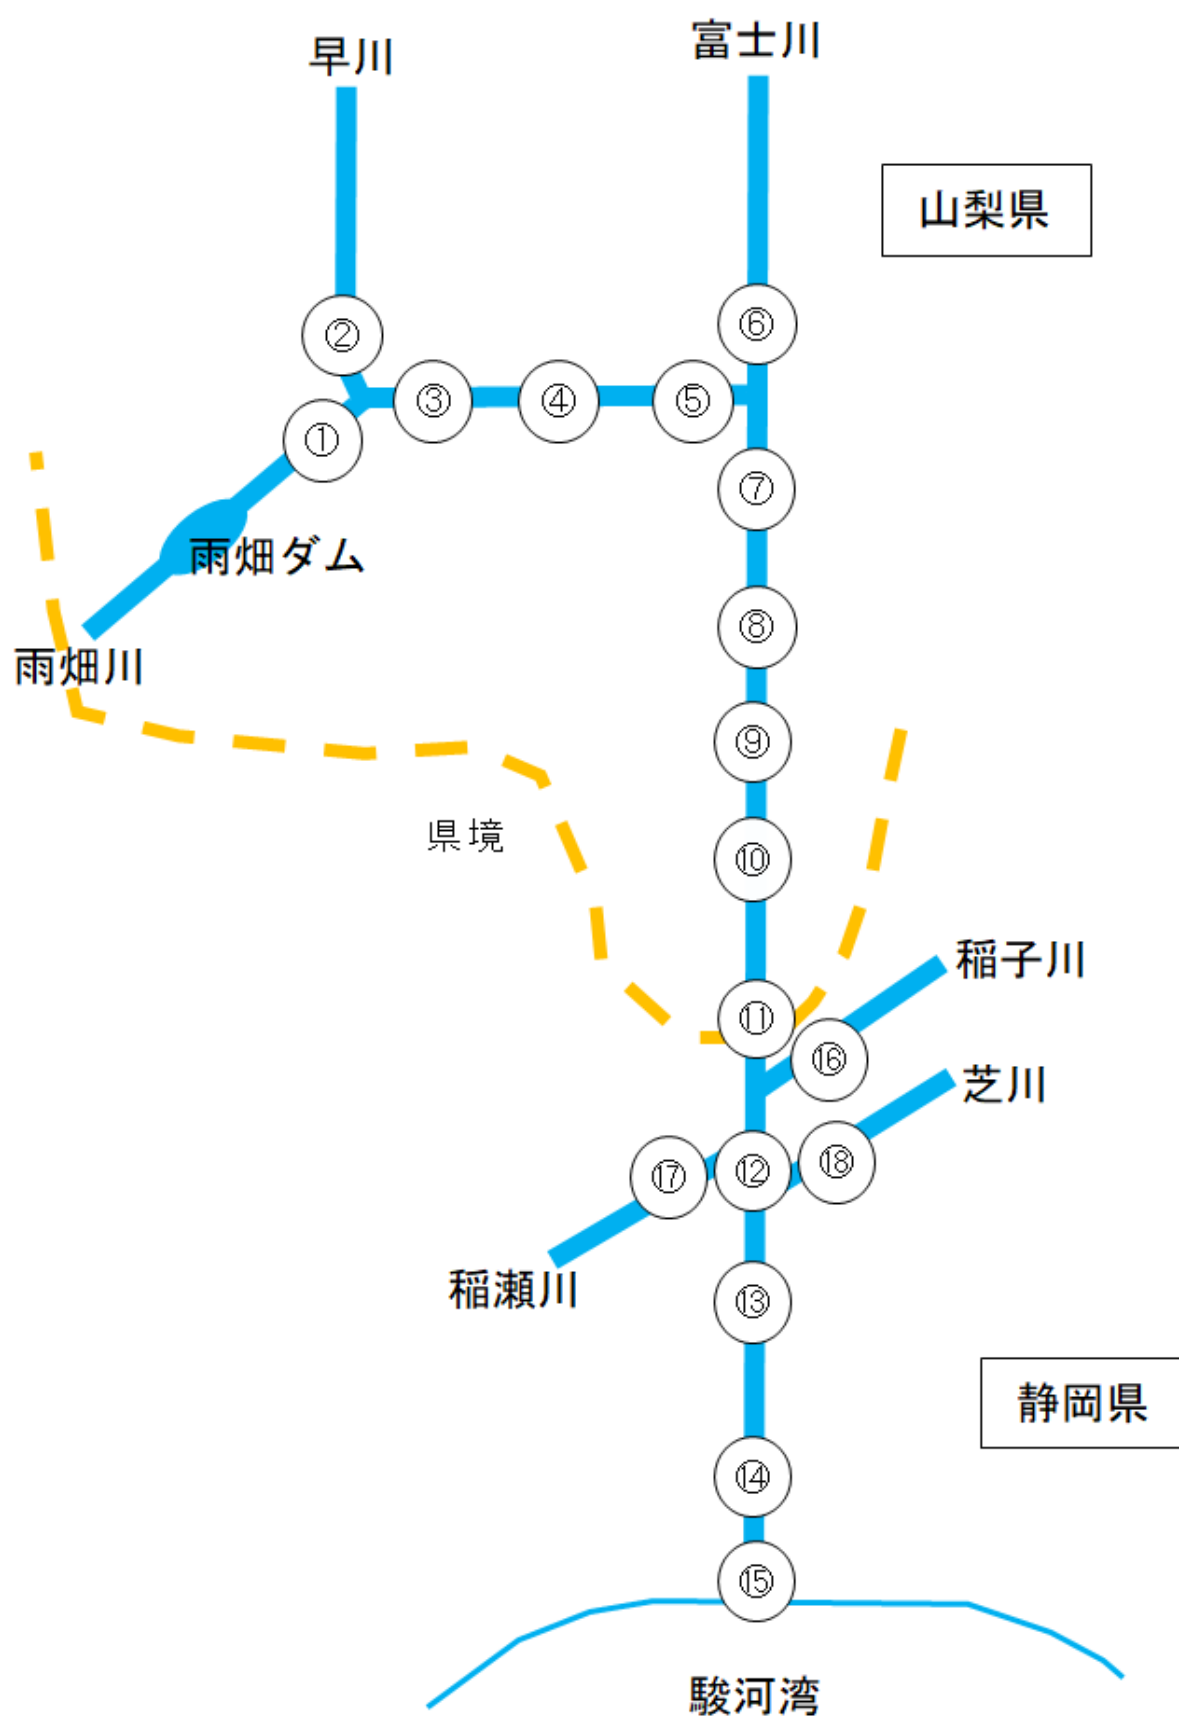 早川
富士川
山梨県
②
⑥
③
④
⑤
①
⑦
雨畑ダム
⑧
雨畑川
⑨
県境
⑩
稲子川
⑪
⑯
芝川
⑰
⑫
⑱
稲瀬川
⑬
静岡県
⑭
⑮
駿河湾